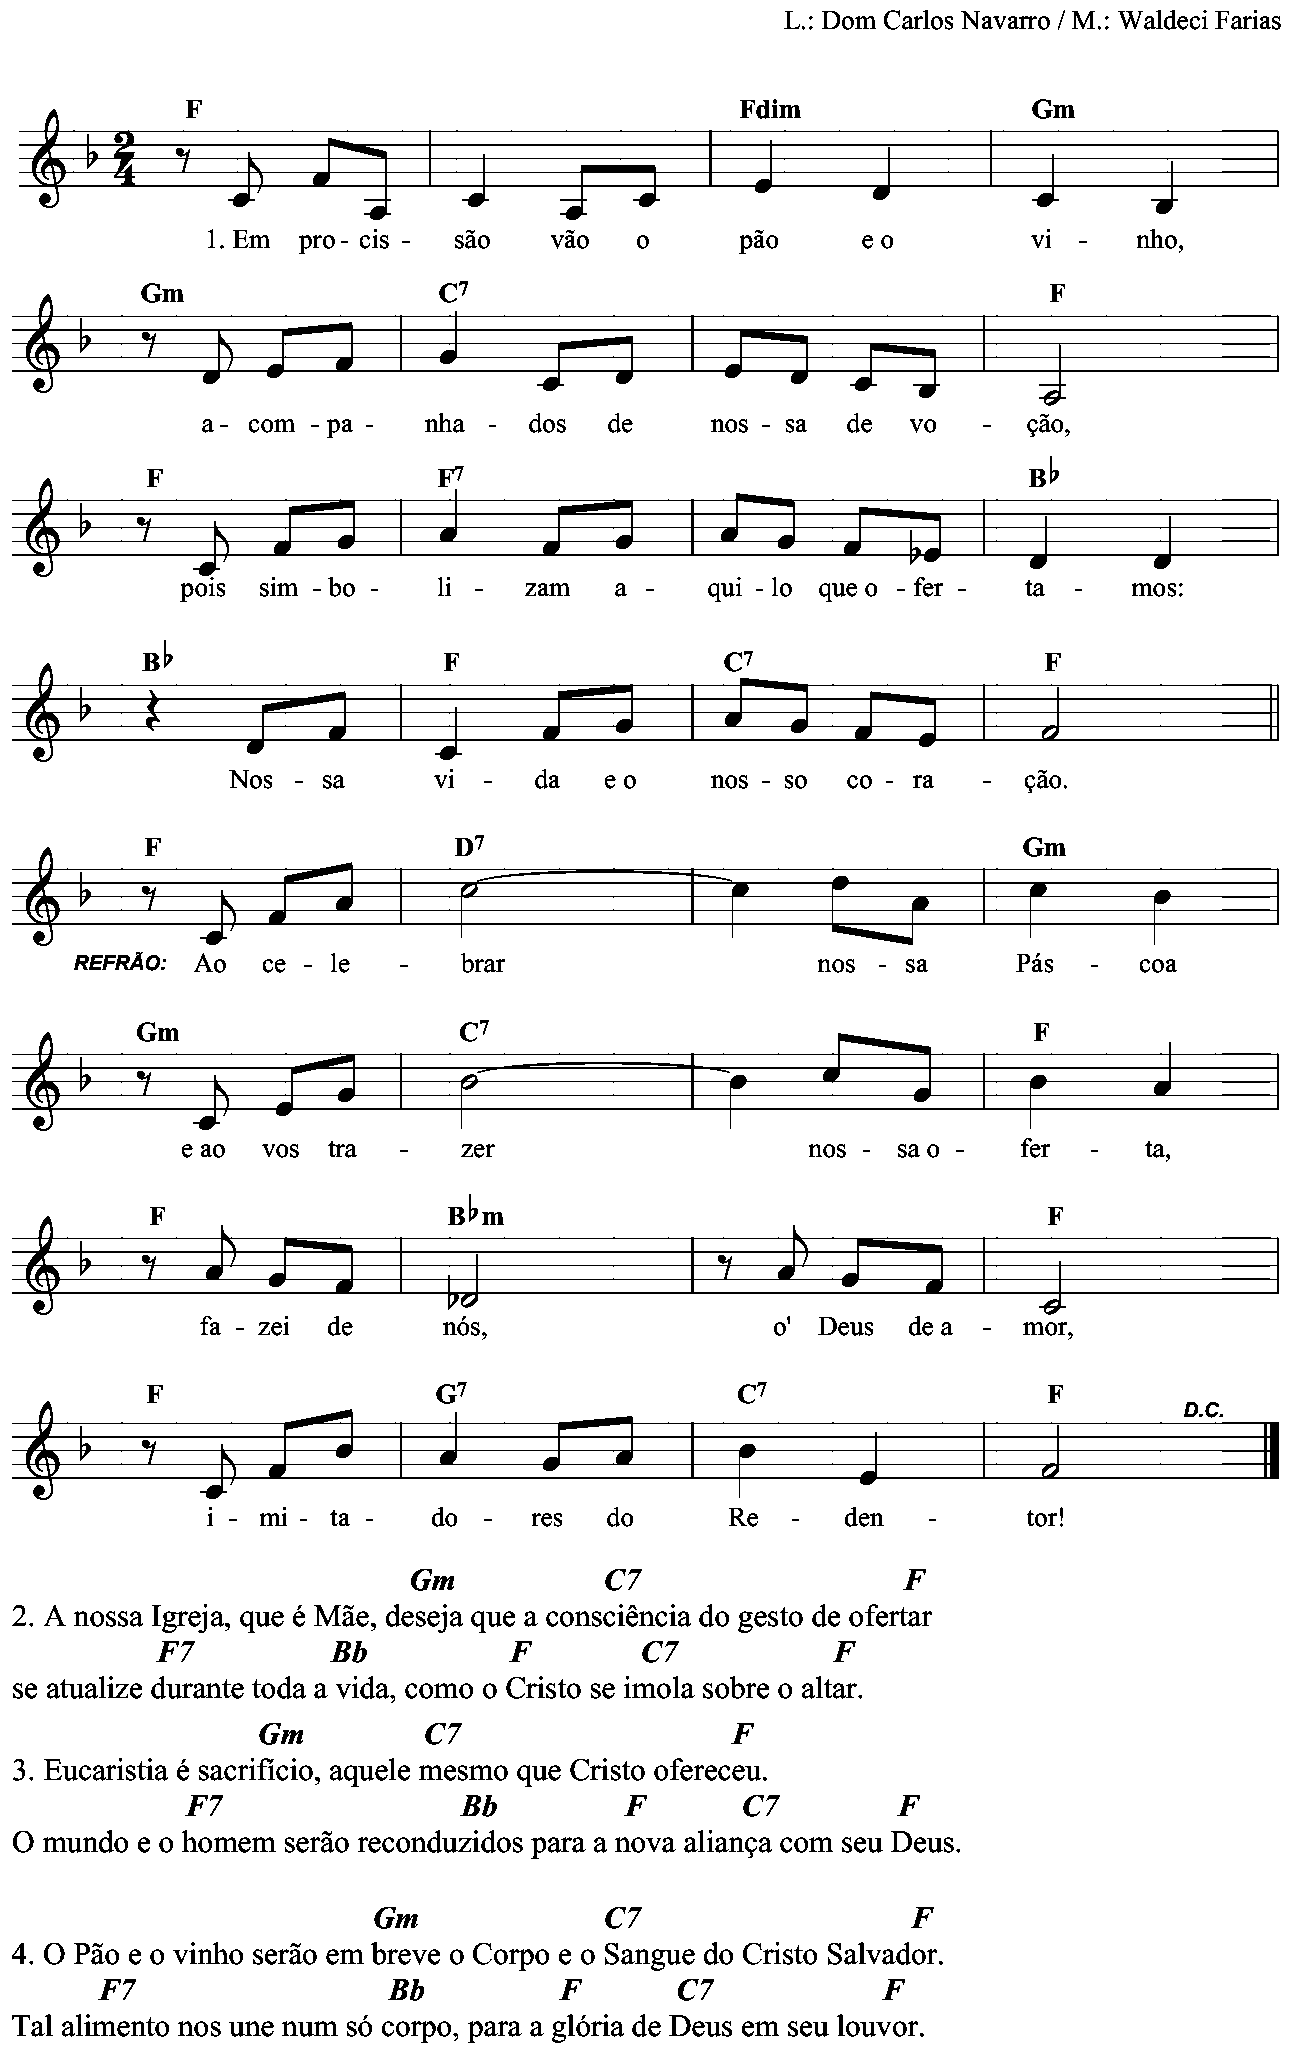 L.: Dom Carlos Navarro / M.: Waldeci Farias
F Fdim Gm
2/4
1. Em pro - cis - são vão o pão e o vi - nho,
Gm C7 F
a - com - pa - nha - dos de nos - sa de vo - ção,
F F7 B♭
pois sim - bo - li - zam a - qui - lo que o - fer - ta - mos:
B♭ F C7 F
Nos - sa vi - da e o nos - so co - ra - ção.
F D7 Gm
REFRÃO: Ao ce - le - brar nos - sa Pás - coa
Gm C7 F
e ao vos tra - zer nos - sa o - fer - ta,
F B♭m F
fa - zei de nós, o' Deus de a - mor,
F G7 C7 F D.C.
i - mi - ta - do - res do Re - den - tor!
Gm C7 F
2. A nossa Igreja, que é Mãe, deseja que a consciência do gesto de ofertar
F7 Bb F C7 F
se atualize durante toda a vida, como o Cristo se imola sobre o altar.
Gm C7 F
3. Eucaristia é sacrifício, aquele mesmo que Cristo ofereceu.
F7 Bb F C7 F
O mundo e o homem serão reconduzidos para a nova aliança com seu Deus.
Gm C7 F
4. O Pão e o vinho serão em breve o Corpo e o Sangue do Cristo Salvador.
F7 Bb F C7 F
Tal alimento nos une num só corpo, para a glória de Deus em seu louvor.